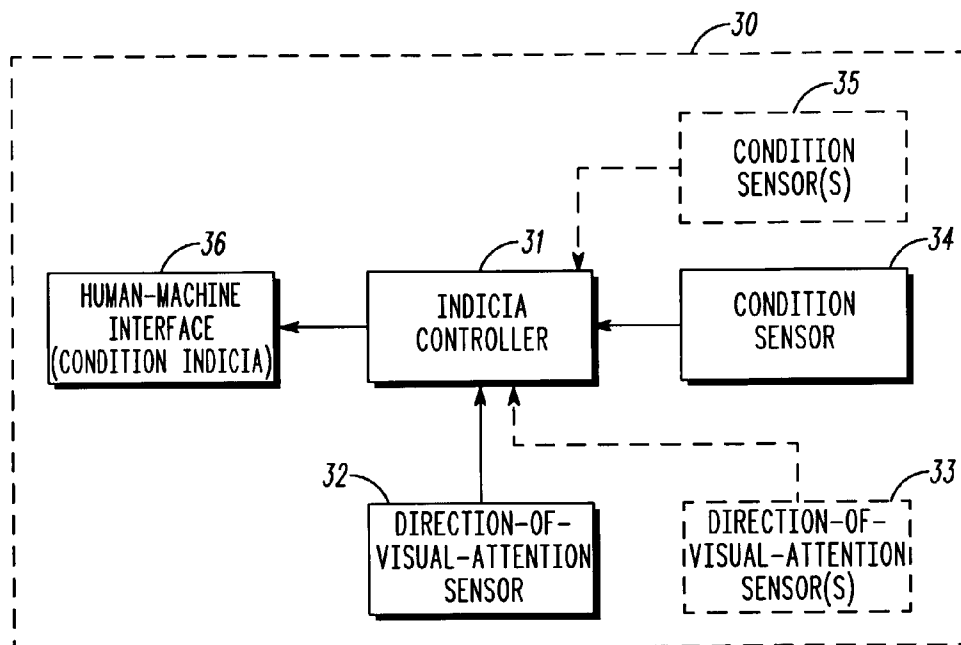 30
35
CONDITION
SENSOR(S)
36
31
34
HUMAN-MACHINE
INTERFACE
(CONDITION INDICIA)
INDICIA
CONTROLLER
CONDITION
SENSOR
32
33
DIRECTION-OF-
VISUAL-ATTENTION
SENSOR
DIRECTION-OF-
VISUAL-ATTENTION
SENSOR(S)